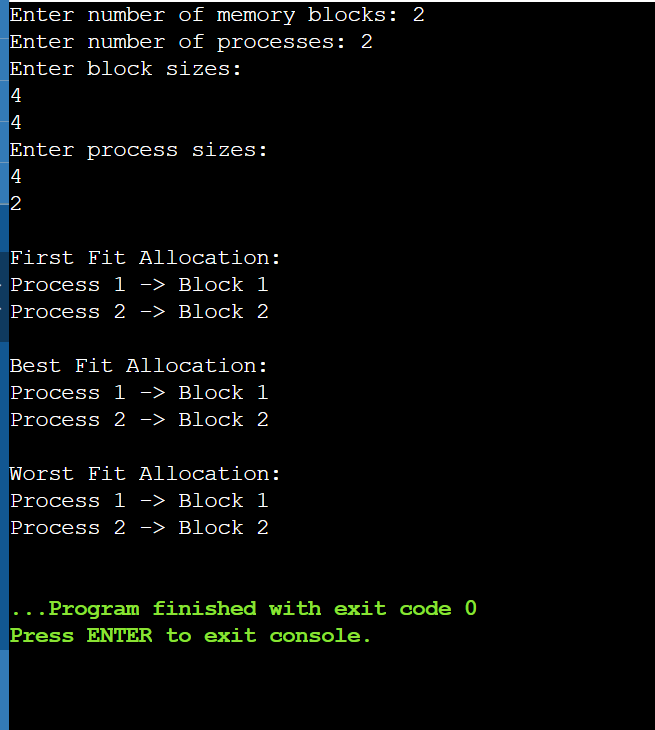 Enter number of memory blocks: 2
Enter number of processes: 2
Enter block sizes:
4
4
Enter process sizes:
4
2
First Fit Allocation:
Process 1 -> Block 1
Process 2 -> Block 2
Best Fit Allocation:
Process 1 -> Block 1
Process 2 -> Block 2
Worst Fit Allocation:
Process 1 -> Block 1
Process 2 -> Block 2
...Program finished with exit code 0
Press ENTER to exit console.